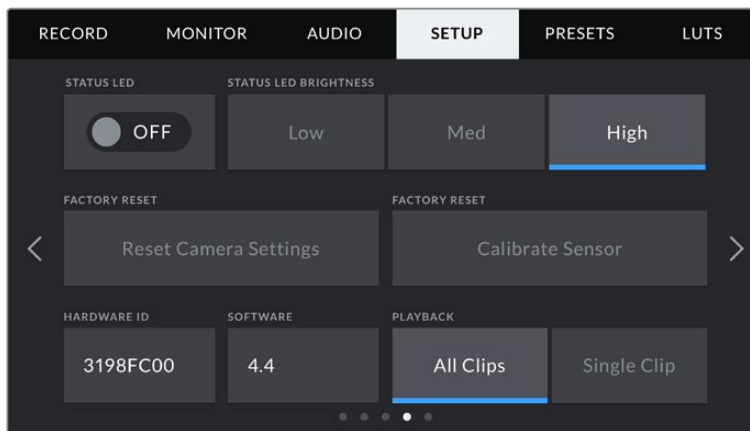 RECORD MONITOR AUDIO SETUP PRESETS LUTS
STATUS LED STATUS LED BRIGHTNESS
OFF Low Med High
FACTORY RESET FACTORY RESET
Reset Camera Settings Calibrate Sensor
HARDWARE ID SOFTWARE PLAYBACK
3198FC00 4.4 All Clips Single Clip